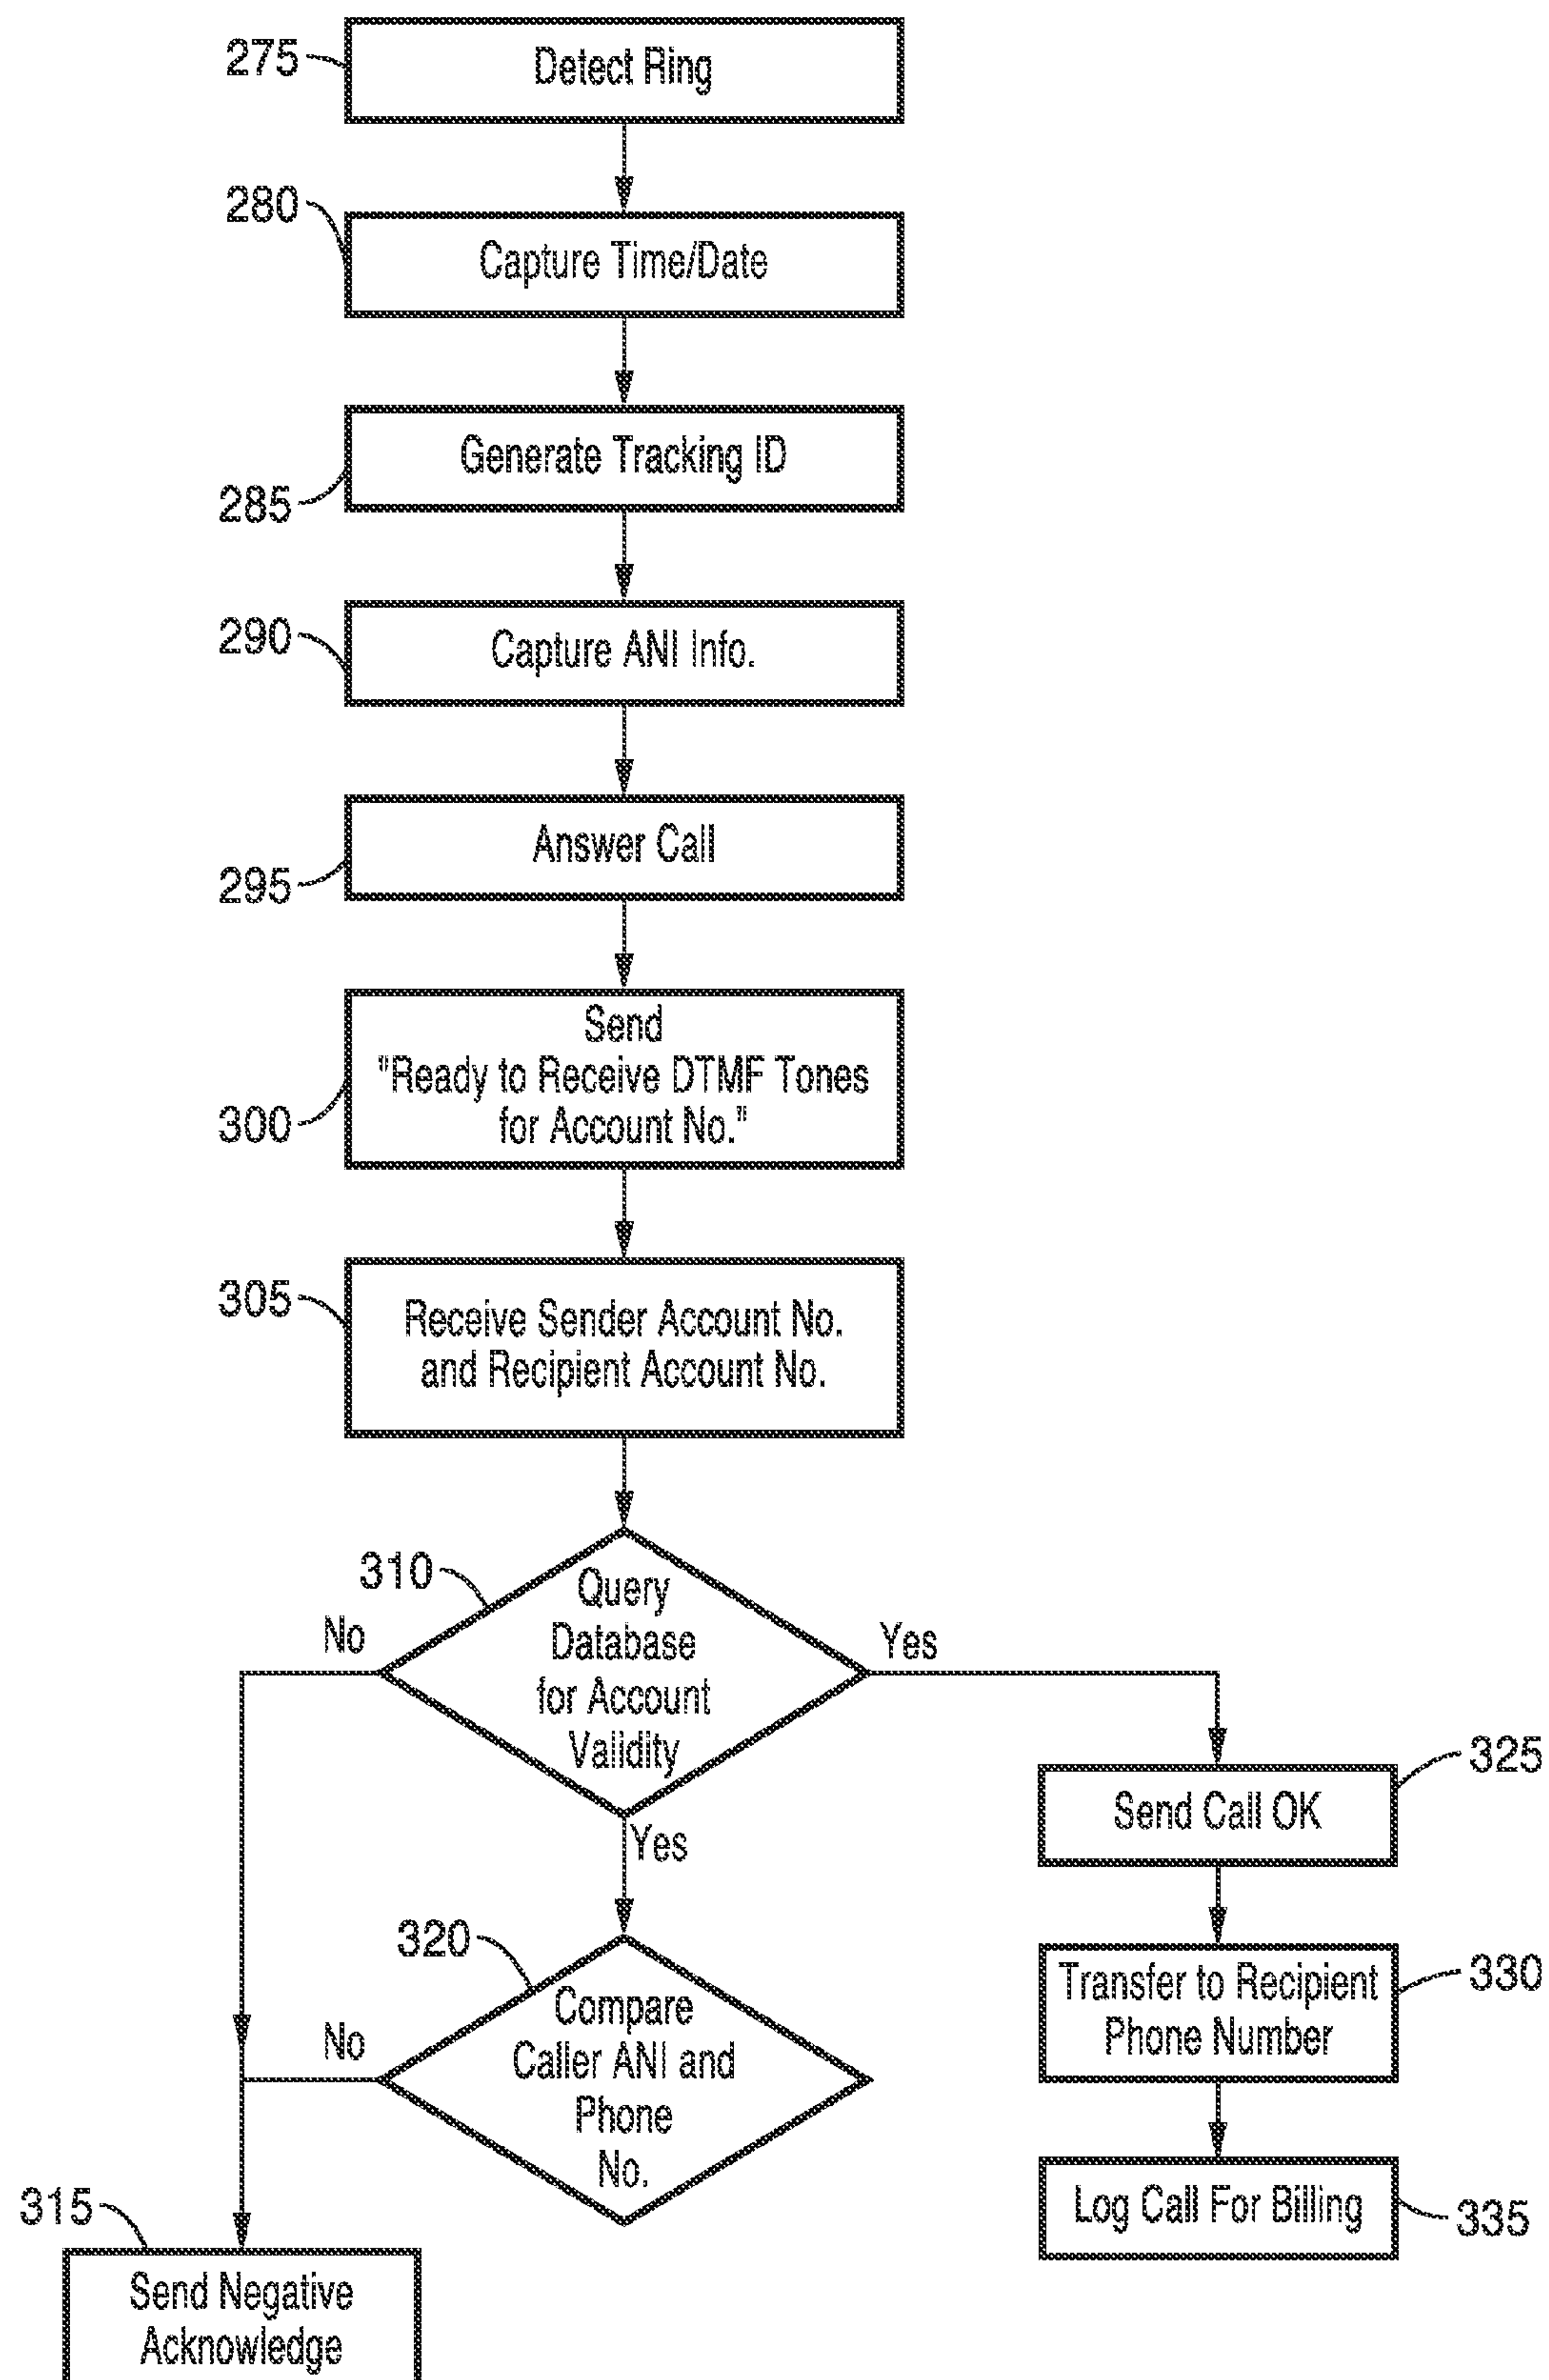 275
Detect Ring
280
Capture Time/Date
Generate Tracking ID
285
290
Capture ANI Info.
Answer Call
295
Send
"Ready to Receive DTMF Tones
for Account No."
300
305
Receive Sender Account No.
and Recipient Account No.
310
Query
Database
for Account
Validity
No
Yes
Yes
325
Send Call OK
320
Compare
Caller ANI and
Phone
No.
No
330
Transfer to Recipient
Phone Number
315
Log Call For Billing
335
Send Negative
Acknowledge